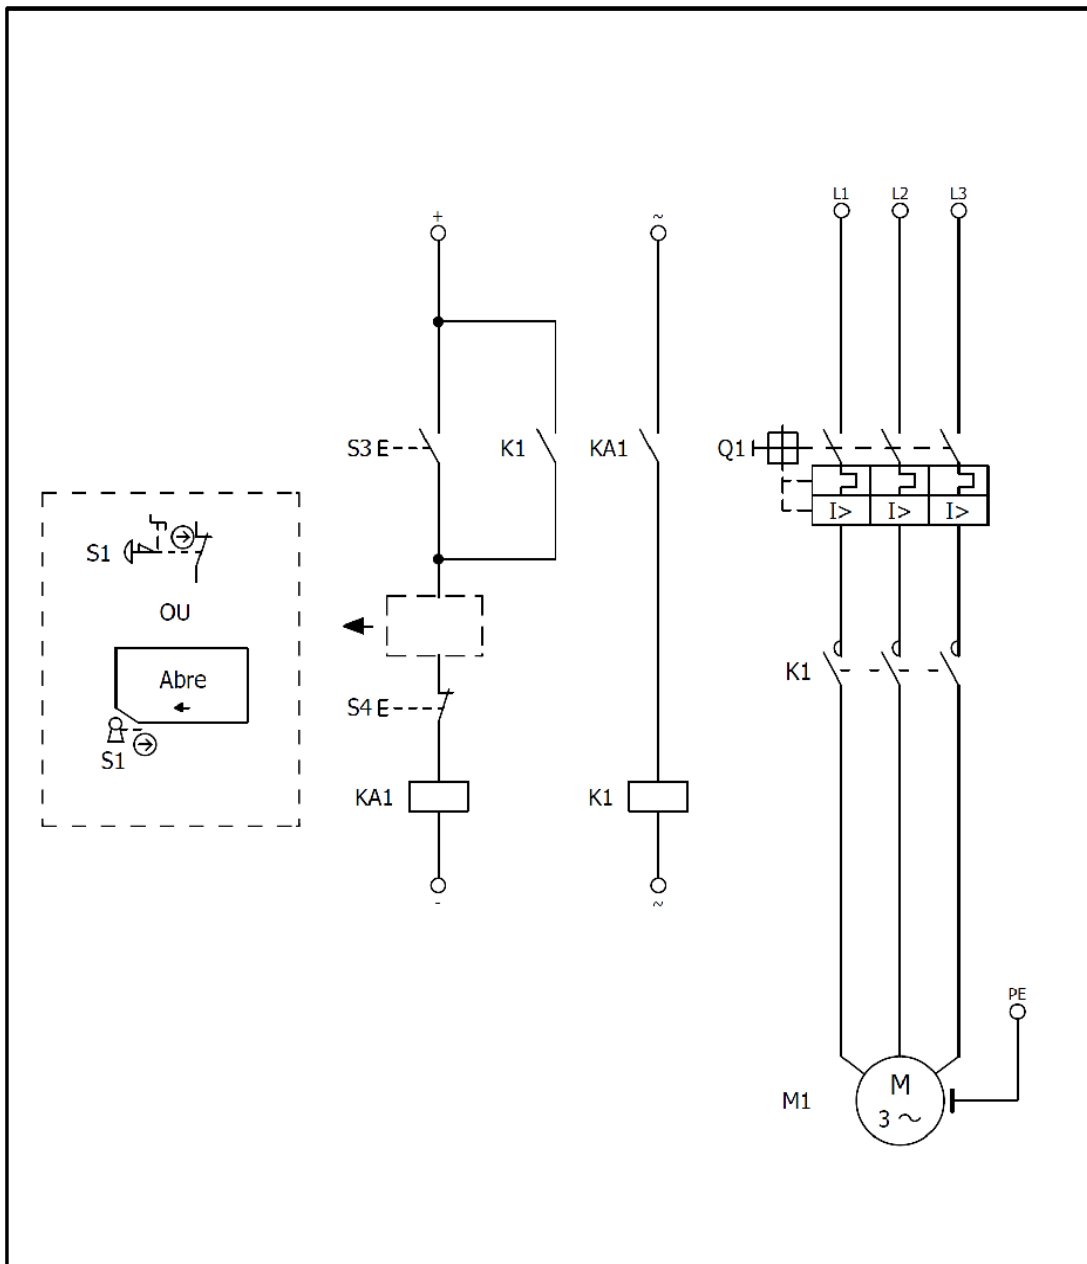 L1 L2 L3
+ ~
S3 K1 KA1 Q1
I> I> I>
S1
OU
Abre
S1
K1
S4
KA1 K1
- ~
PE
M1 M
3 ~